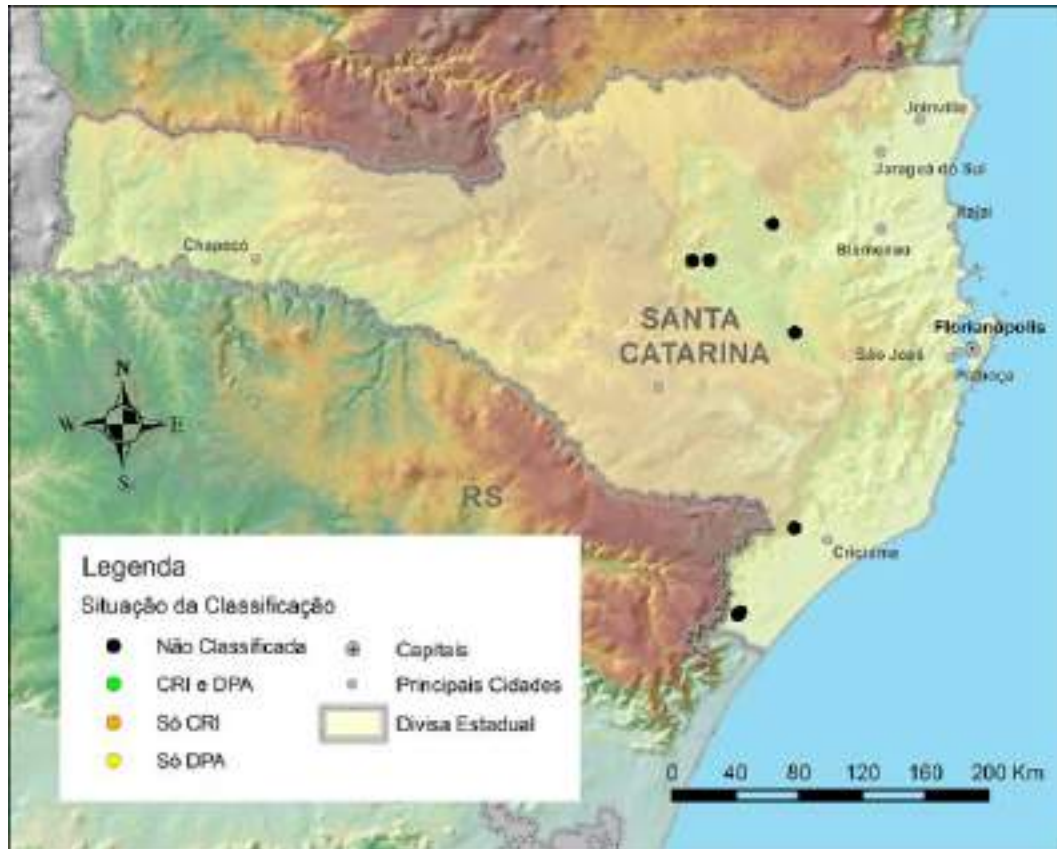 Joinville
Jaraguá do Sul
Itajaí
Blumenau
Chapecó
SANTA
CATARINA
Florianópolis
São José
Palhoça
N
W E
S
RS
Criciúma
Legenda
Situação da Classificação
Não Classificada
CRI e DPA
Só CRI
Só DPA
Capitais
Principais Cidades
Divisa Estadual
0 40 80 120 160 200 Km